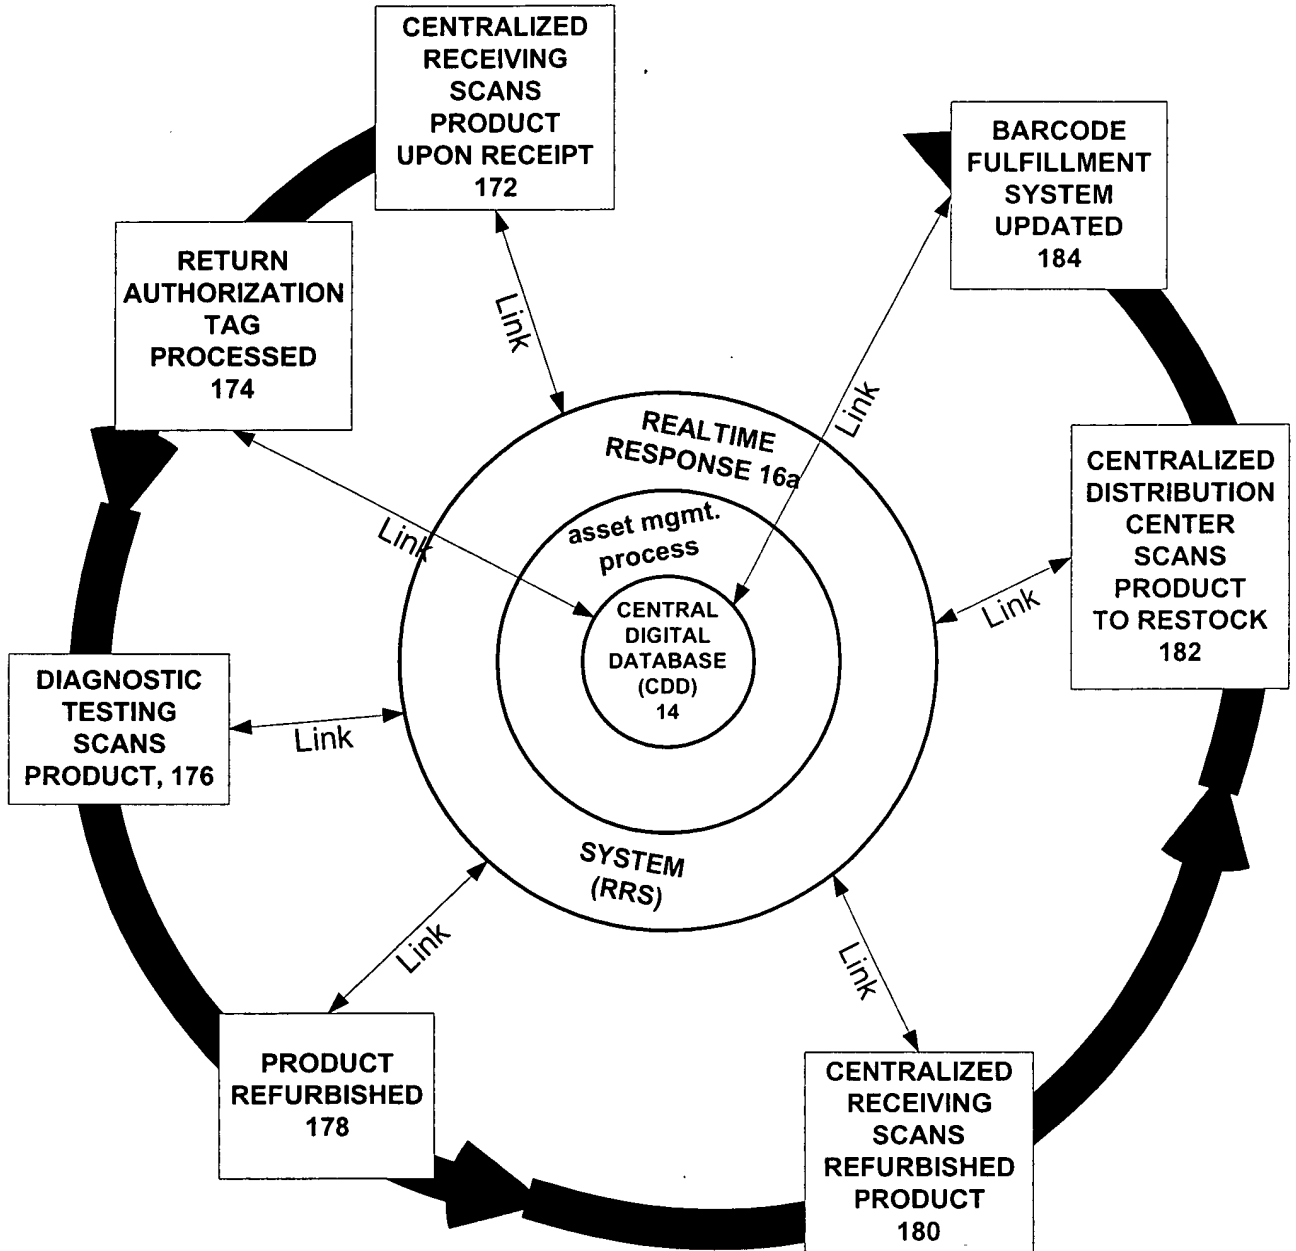 CENTRALIZED
RECEIVING
SCANS
PRODUCT
UPON RECEIPT
172
BARCODE
FULFILLMENT
SYSTEM
UPDATED
184
RETURN
AUTHORIZATION
TAG
PROCESSED
174
Link
Link
Link
REALTIME
RESPONSE 16a
asset mgmt.
process
CENTRAL
DIGITAL
DATABASE
(CDD)
14
CENTRALIZED
DISTRIBUTION
CENTER
SCANS
PRODUCT
TO RESTOCK
182
Link
DIAGNOSTIC
TESTING
SCANS
PRODUCT, 176
Link
SYSTEM
(RRS)
Link
Link
PRODUCT
REFURBISHED
178
CENTRALIZED
RECEIVING
SCANS
REFURBISHED
PRODUCT
180